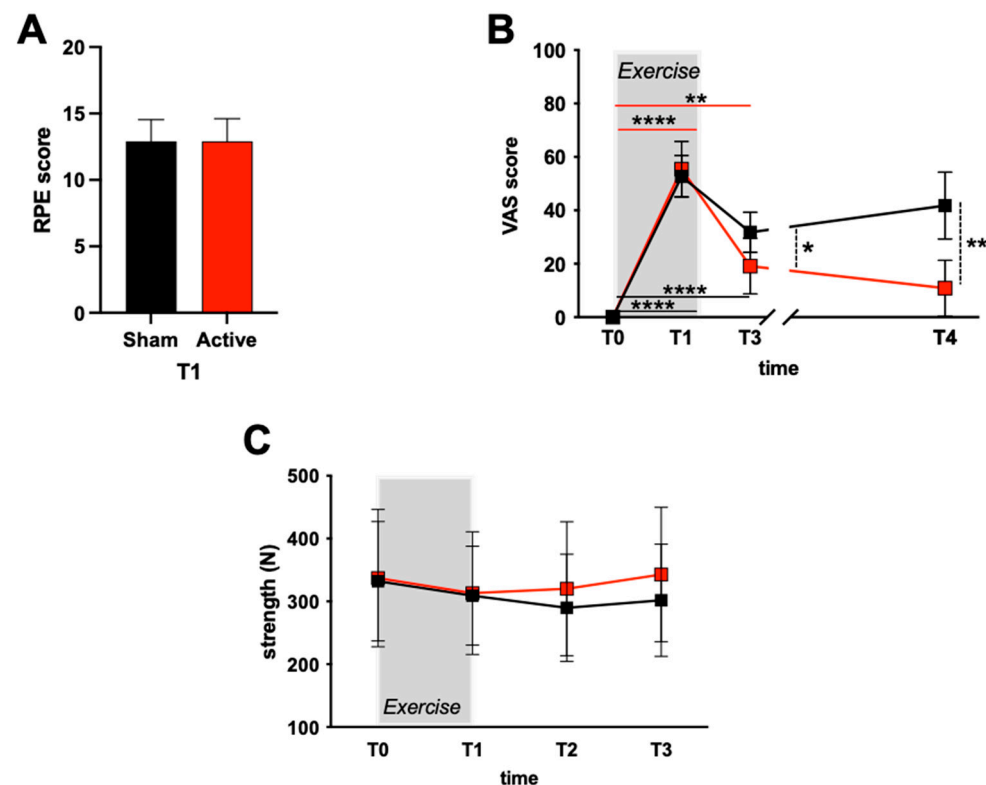 A
RPE score
20
15
10
5
0
Sham Active
T1
B
VAS score
100
80
60
40
20
0
Exercise
**
****
*
**
****
****
T0 T1 T3 T4
time
C
strength (N)
500
400
300
200
100
Exercise
T0 T1 T2 T3
time